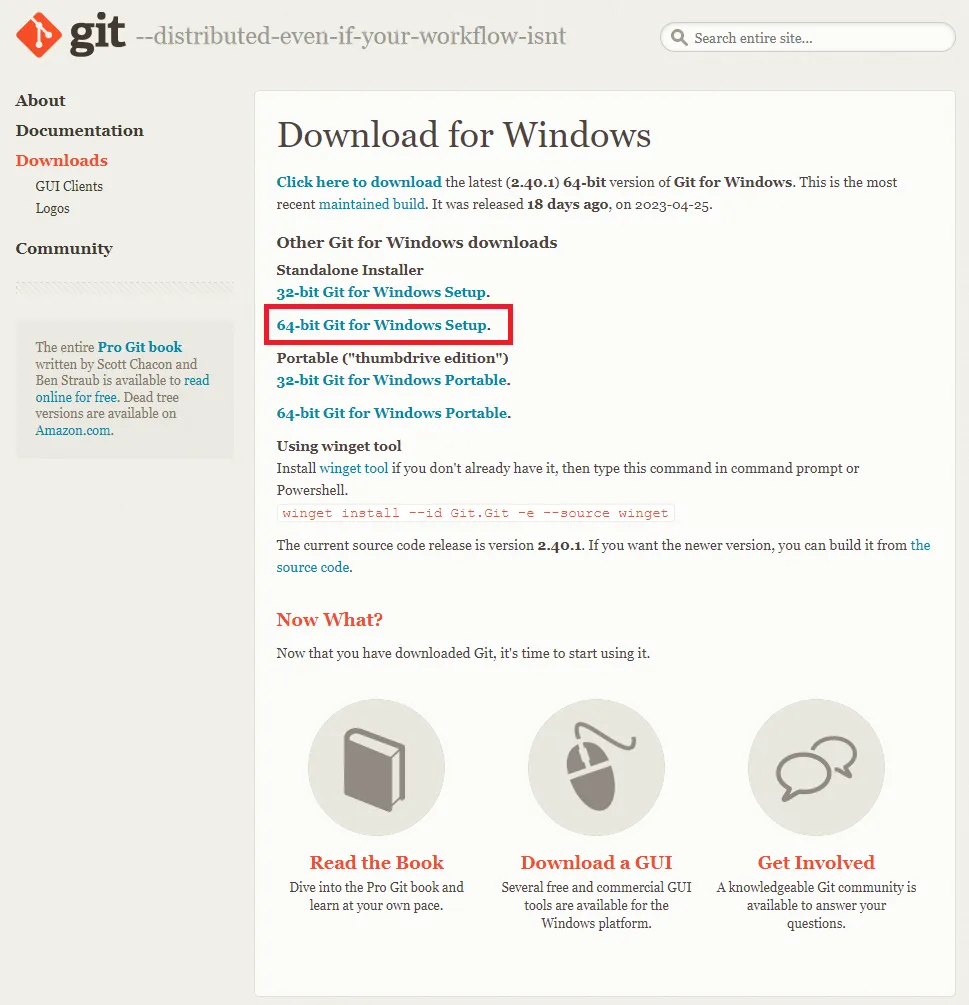 git --distributed-even-if-your-workflow-isnt
Search entire site...
About
Documentation
Downloads
GUI Clients
Logos
Community
The entire Pro Git book
written by Scott Chacon and
Ben Straub is available to read
online for free. Dead tree
versions are available on
Amazon.com.
Download for Windows
Click here to download the latest (2.40.1) 64-bit version of Git for Windows. This is the most
recent maintained build. It was released 18 days ago, on 2023-04-25.
Other Git for Windows downloads
Standalone Installer
32-bit Git for Windows Setup.
64-bit Git for Windows Setup.
Portable ("thumbdrive edition")
32-bit Git for Windows Portable.
64-bit Git for Windows Portable.
Using winget tool
Install winget tool if you don't already have it, then type this command in command prompt or
Powershell.
winget install --id Git.Git -e --source winget
The current source code release is version 2.40.1. If you want the newer version, you can build it from the
source code.
Now What?
Now that you have downloaded Git, it's time to start using it.
Read the Book
Dive into the Pro Git book and
learn at your own pace.
Download a GUI
Several free and commercial GUI
tools are available for the
Windows platform.
Get Involved
A knowledgeable Git community is
available to answer your
questions.